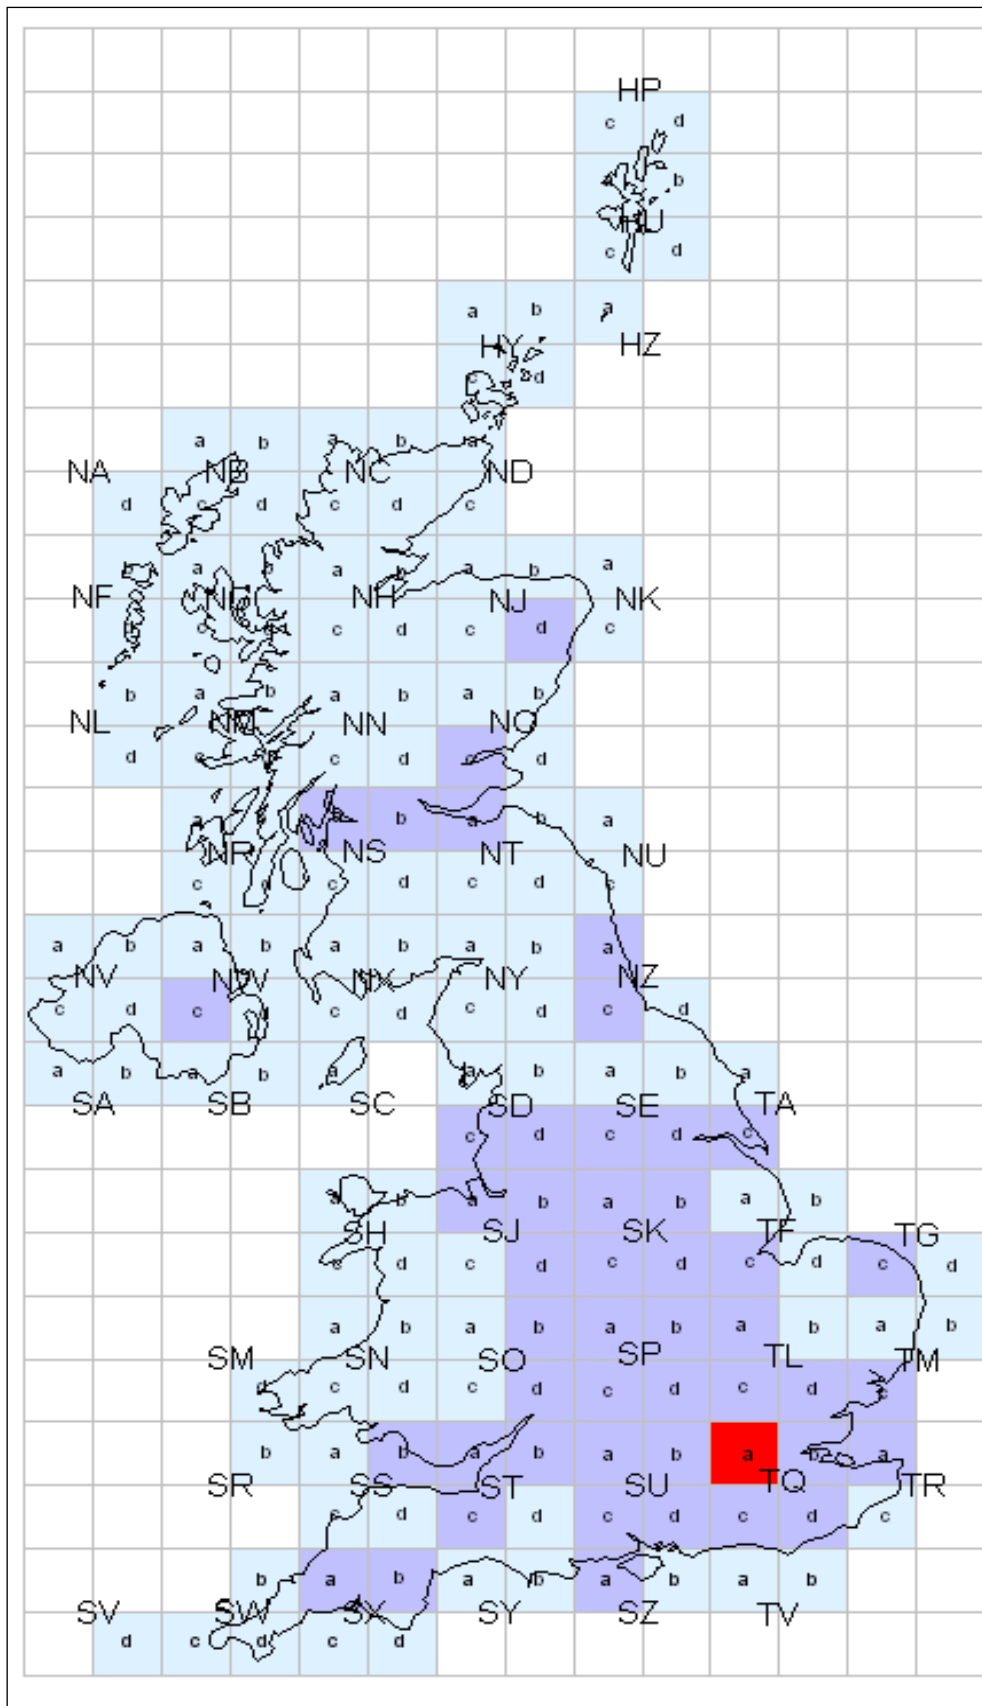 HP
c d
b
HU
c d
a b a
HY HZ
c d
a b a b a
NA NB NC ND
d c d c d c
b a b a b a b a
NF NH NJ NK
c c d c d c
b a b a b a b
NL NM NN NO
d c c d c d
a a b a b a
NR NS NT NU
c c c d c d c
a b a b a b a b a
NV NW NX NY NZ
c d c d c d c d c d
a b a b a a b a b a
SA SB SC SD SE TA
c d c d c
a b a b a b a b
SH SJ SK TF TG
c d c d c d c d c d
a b a b a b a b a b
SM SN SO SP TL TM
d c d c d c d c d c
b a b a b a b a b a
SR SS ST SU TQ TR
c d c d c d c d c
b a b a b a b a b
SV SW SX SY SZ TV
d c d c d